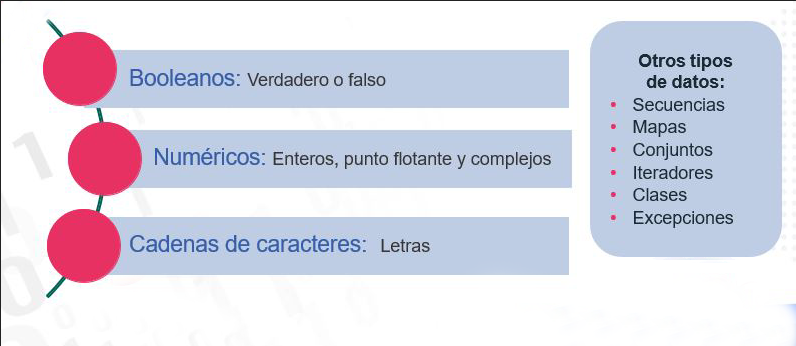 Booleanos: Verdadero o falso
Numéricos: Enteros, punto flotante y complejos
Cadenas de caracteres: Letras
Otros tipos
de datos:
• Secuencias
• Mapas
• Conjuntos
• Iteradores
• Clases
• Excepciones